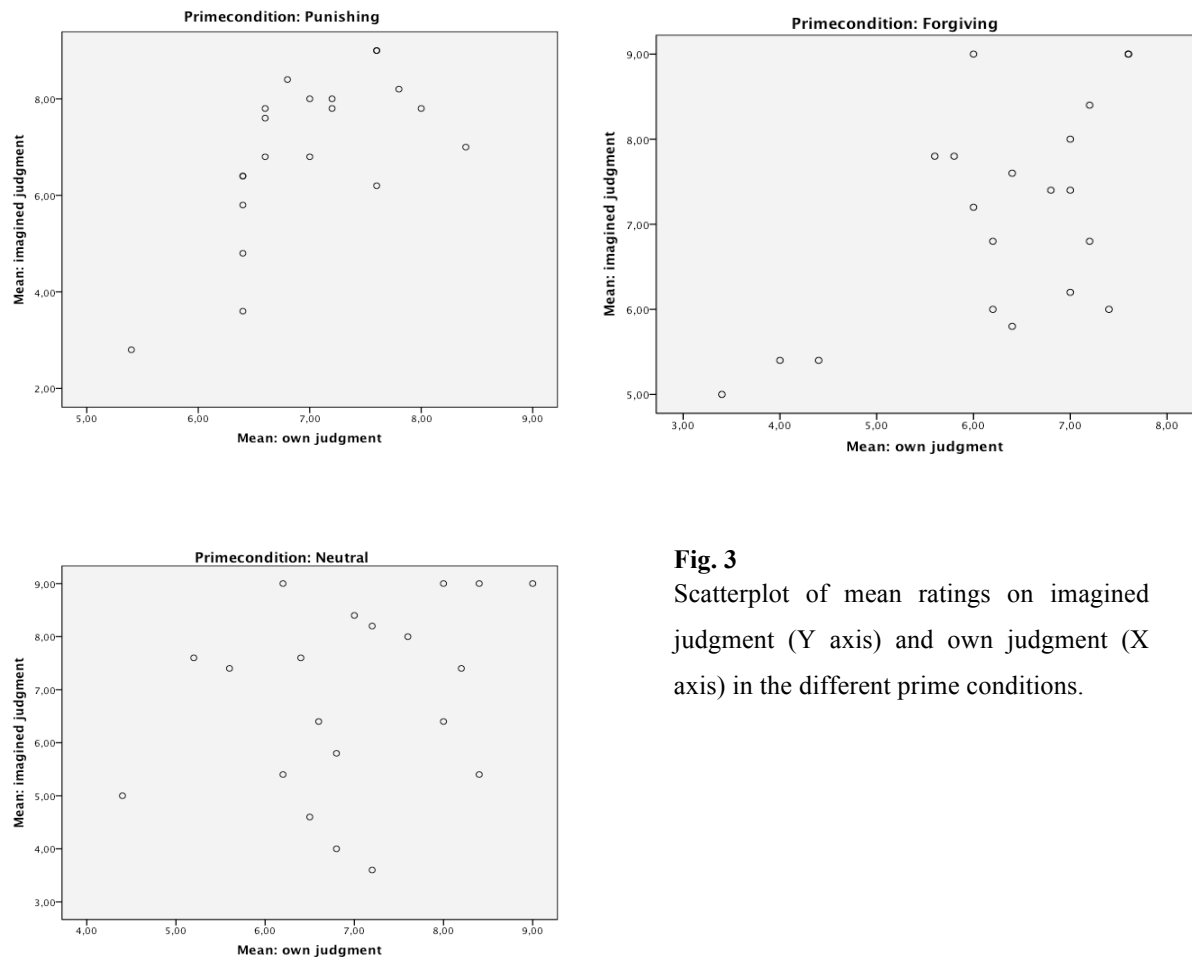 Primecondition: Punishing
Mean: imagined judgment
8,00
6,00
4,00
2,00
5,00 6,00 7,00 8,00 9,00
Mean: own judgment
Primecondition: Forgiving
Mean: imagined judgment
9,00
8,00
7,00
6,00
5,00
3,00 4,00 5,00 6,00 7,00 8,00
Mean: own judgment
Primecondition: Neutral
Mean: imagined judgment
9,00
8,00
7,00
6,00
5,00
4,00
3,00
4,00 5,00 6,00 7,00 8,00 9,00
Mean: own judgment
Fig. 3
Scatterplot of mean ratings on imagined
judgment (Y axis) and own judgment (X
axis) in the different prime conditions.